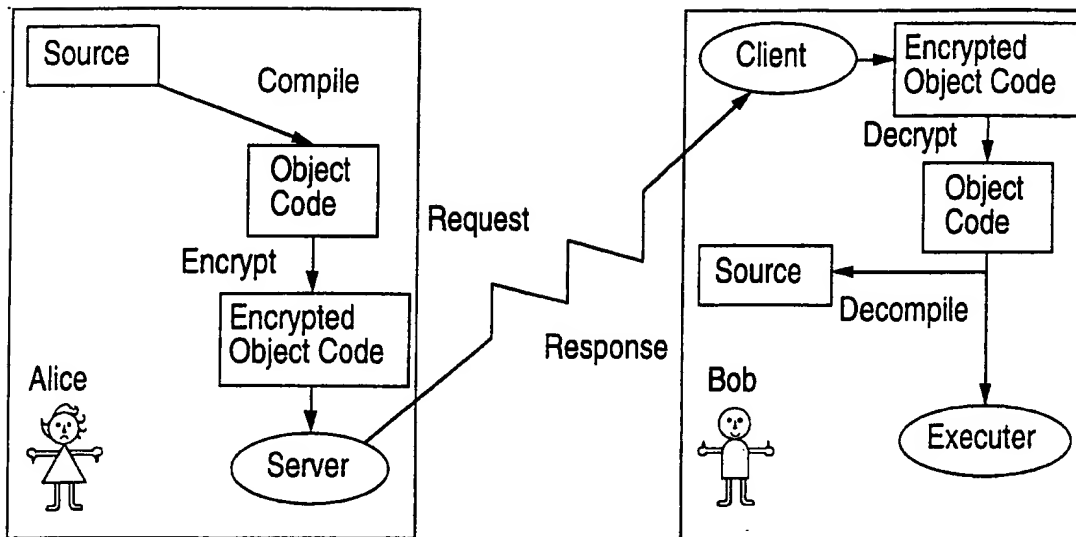 Source
Compile
Object
Code
Encrypt
Encrypted
Object Code
Alice
Server
Request
Response
Client
Encrypted
Object Code
Decrypt
Object
Code
Source
Decompile
Bob
Executer